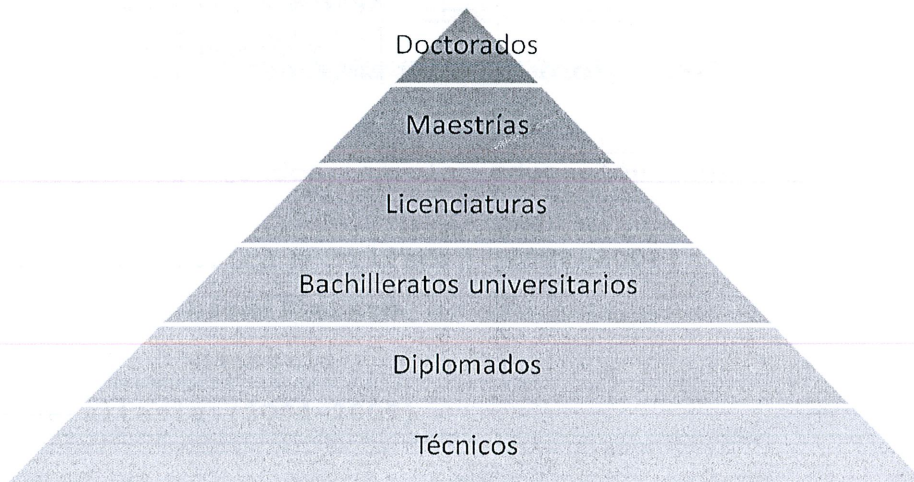 Doctorados
Maestrías
Licenciaturas
Bachilleratos universitarios
Diplomados
Técnicos